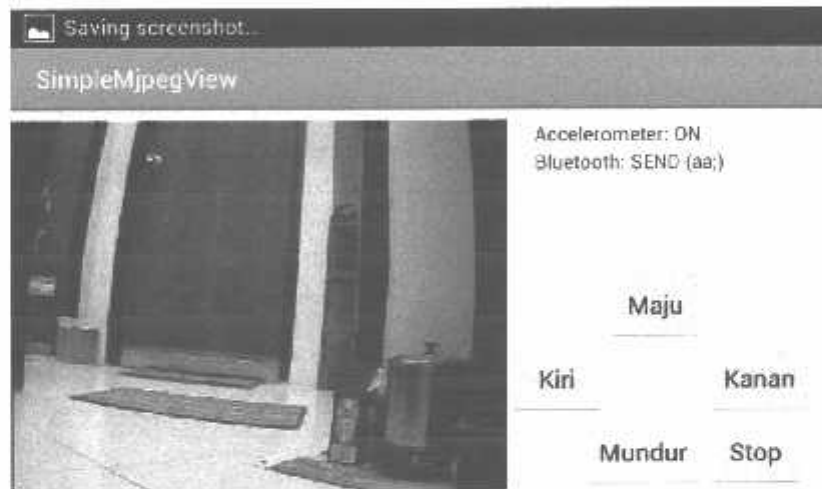 Saving screenshot...
SimpleMjpegView
Accelerometer: ON
Bluetooth: SEND (aa;)
Maju
Kiri
Kanan
Mundur
Stop